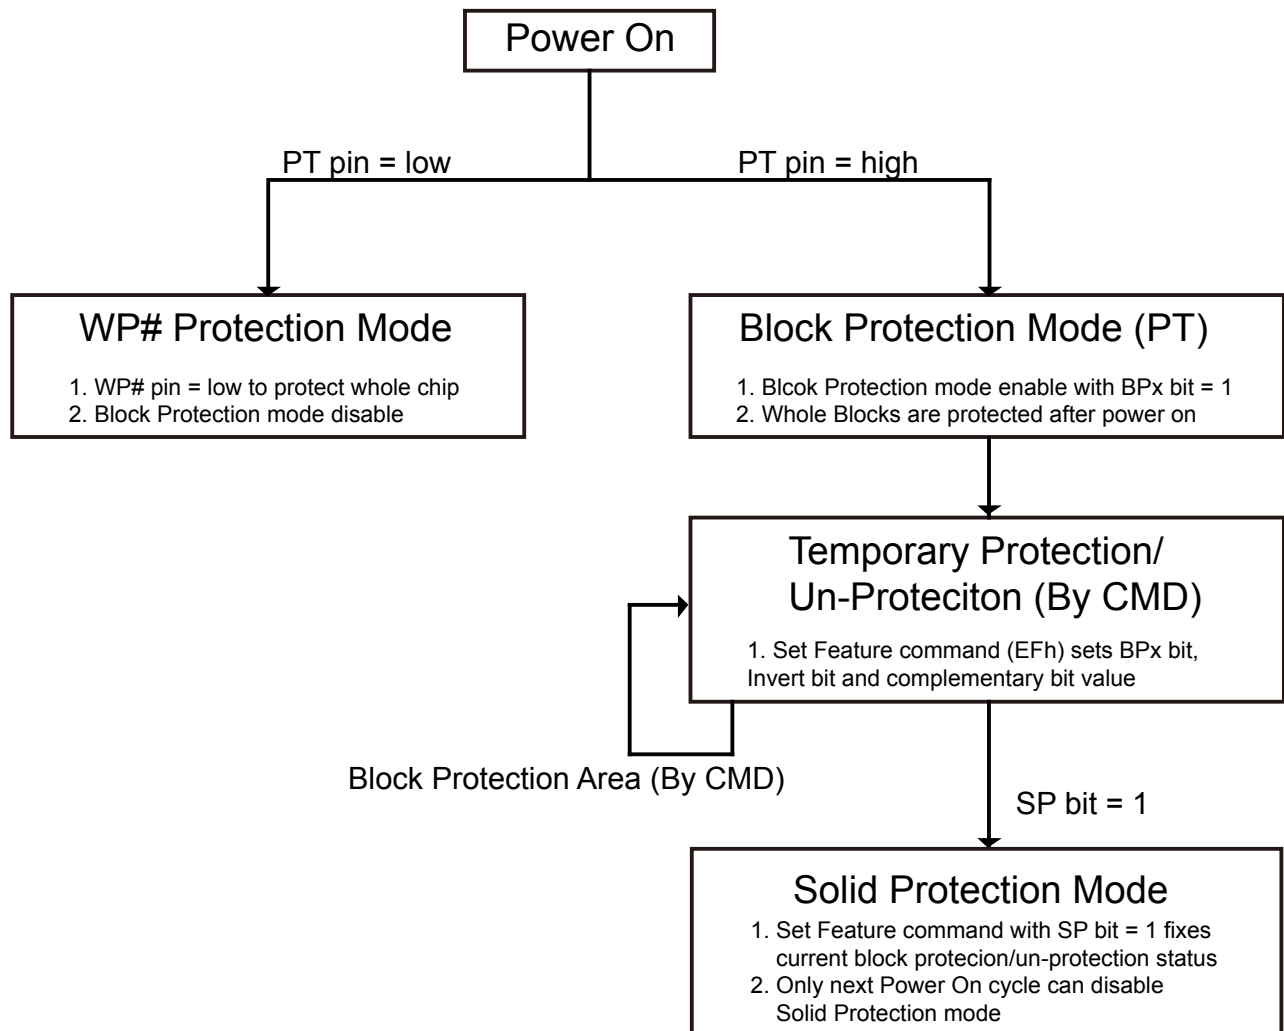 Power On
PT pin = low
PT pin = high
WP# Protection Mode
1. WP# pin = low to protect whole chip
2. Block Protection mode disable
Block Protection Mode (PT)
1. Blcok Protection mode enable with BPx bit = 1
2. Whole Blocks are protected after power on
Temporary Protection/
Un-Proteciton (By CMD)
1. Set Feature command (EFh) sets BPx bit,
Invert bit and complementary bit value
Block Protection Area (By CMD)
SP bit = 1
Solid Protection Mode
1. Set Feature command with SP bit = 1 fixes
current block protecion/un-protection status
2. Only next Power On cycle can disable
Solid Protection mode